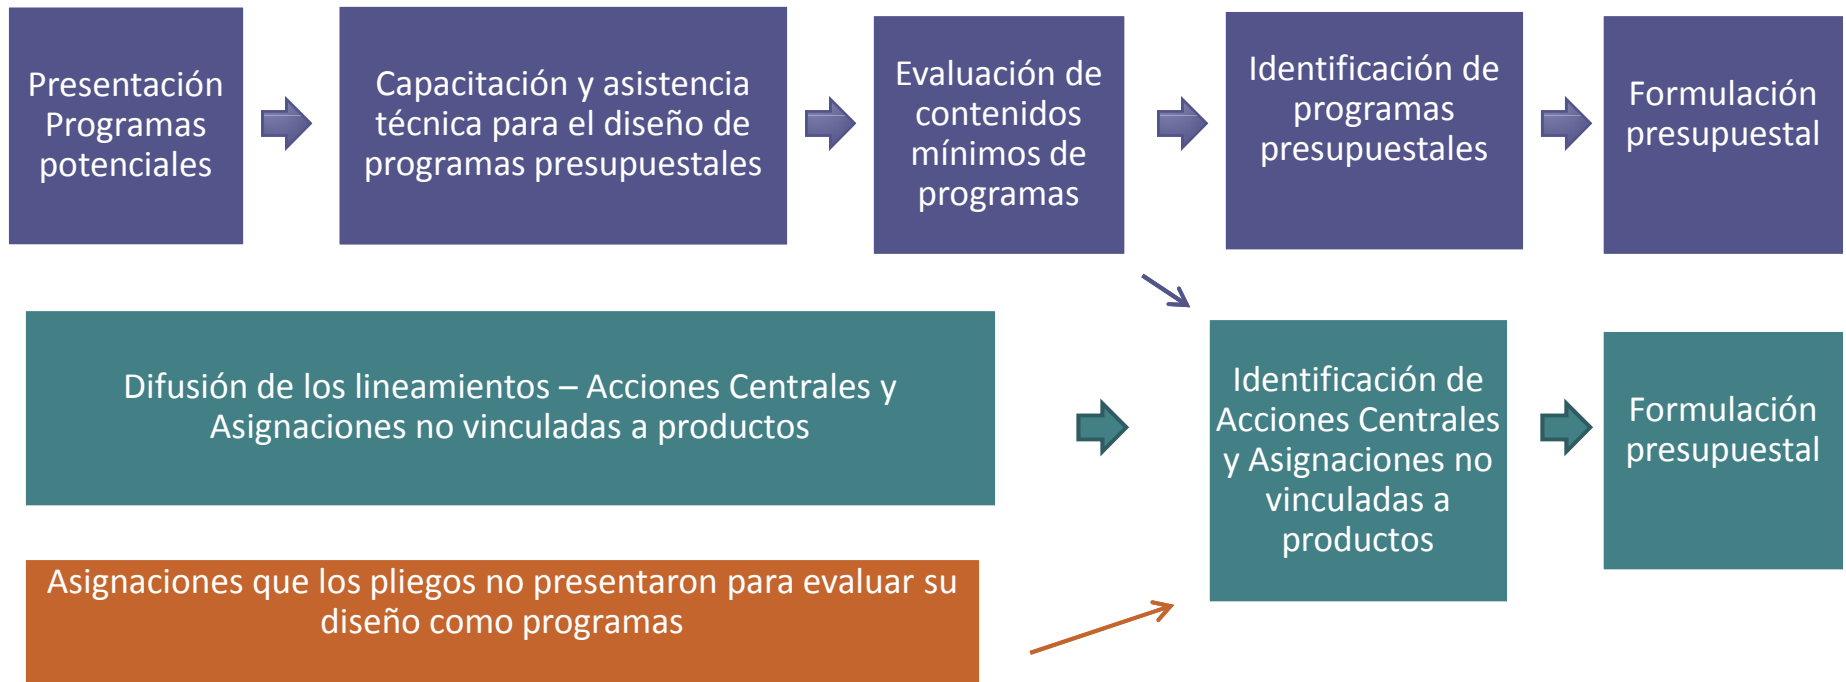 Presentación
Programas
potenciales
Capacitación y asistencia
técnica para el diseño de
programas presupuestales
Evaluación de
contenidos
mínimos de
programas
Identificación de
programas
presupuestales
Formulación
presupuestal
Difusión de los lineamientos – Acciones Centrales y
Asignaciones no vinculadas a productos
Identificación de
Acciones Centrales
y Asignaciones no
vinculadas a
productos
Formulación
presupuestal
Asignaciones que los pliegos no presentaron para evaluar su
diseño como programas